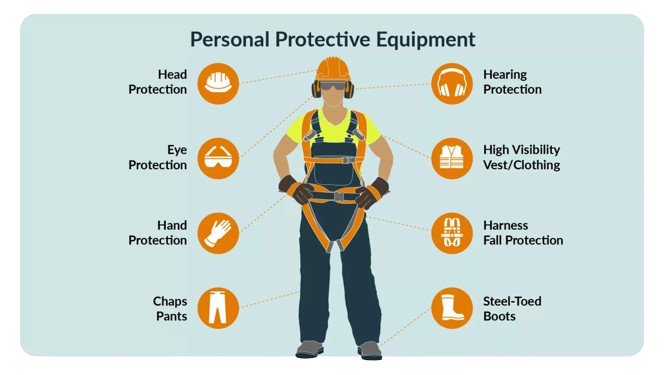 Personal Protective Equipment
Head
Protection
Eye
Protection
Hand
Protection
Chaps
Pants
Hearing
Protection
High Visibility
Vest/Clothing
Harness
Fall Protection
Steel-Toed
Boots